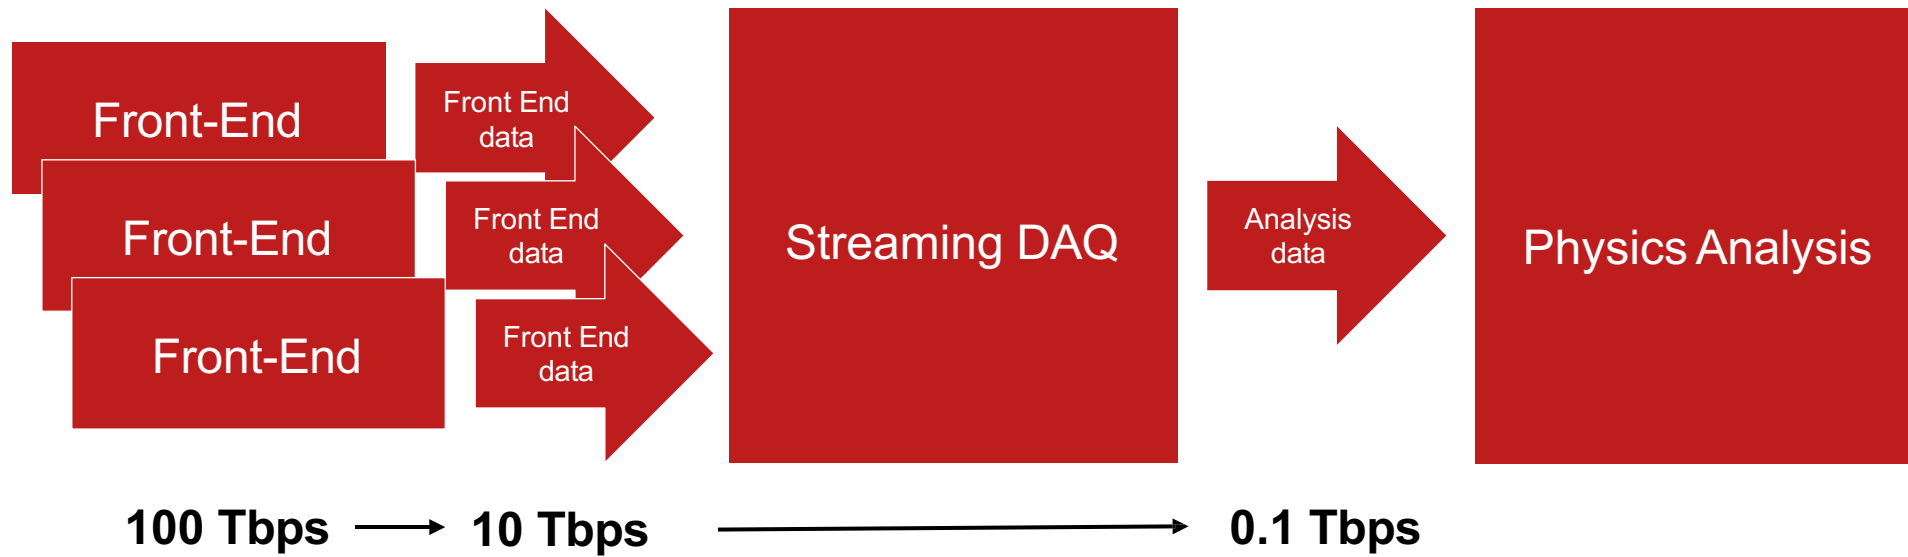 Front-End
Front End
data
Front-End
Front End
data
Front-End
Front End
data
Streaming DAQ
Analysis
data
Physics Analysis
100 Tbps
10 Tbps
0.1 Tbps